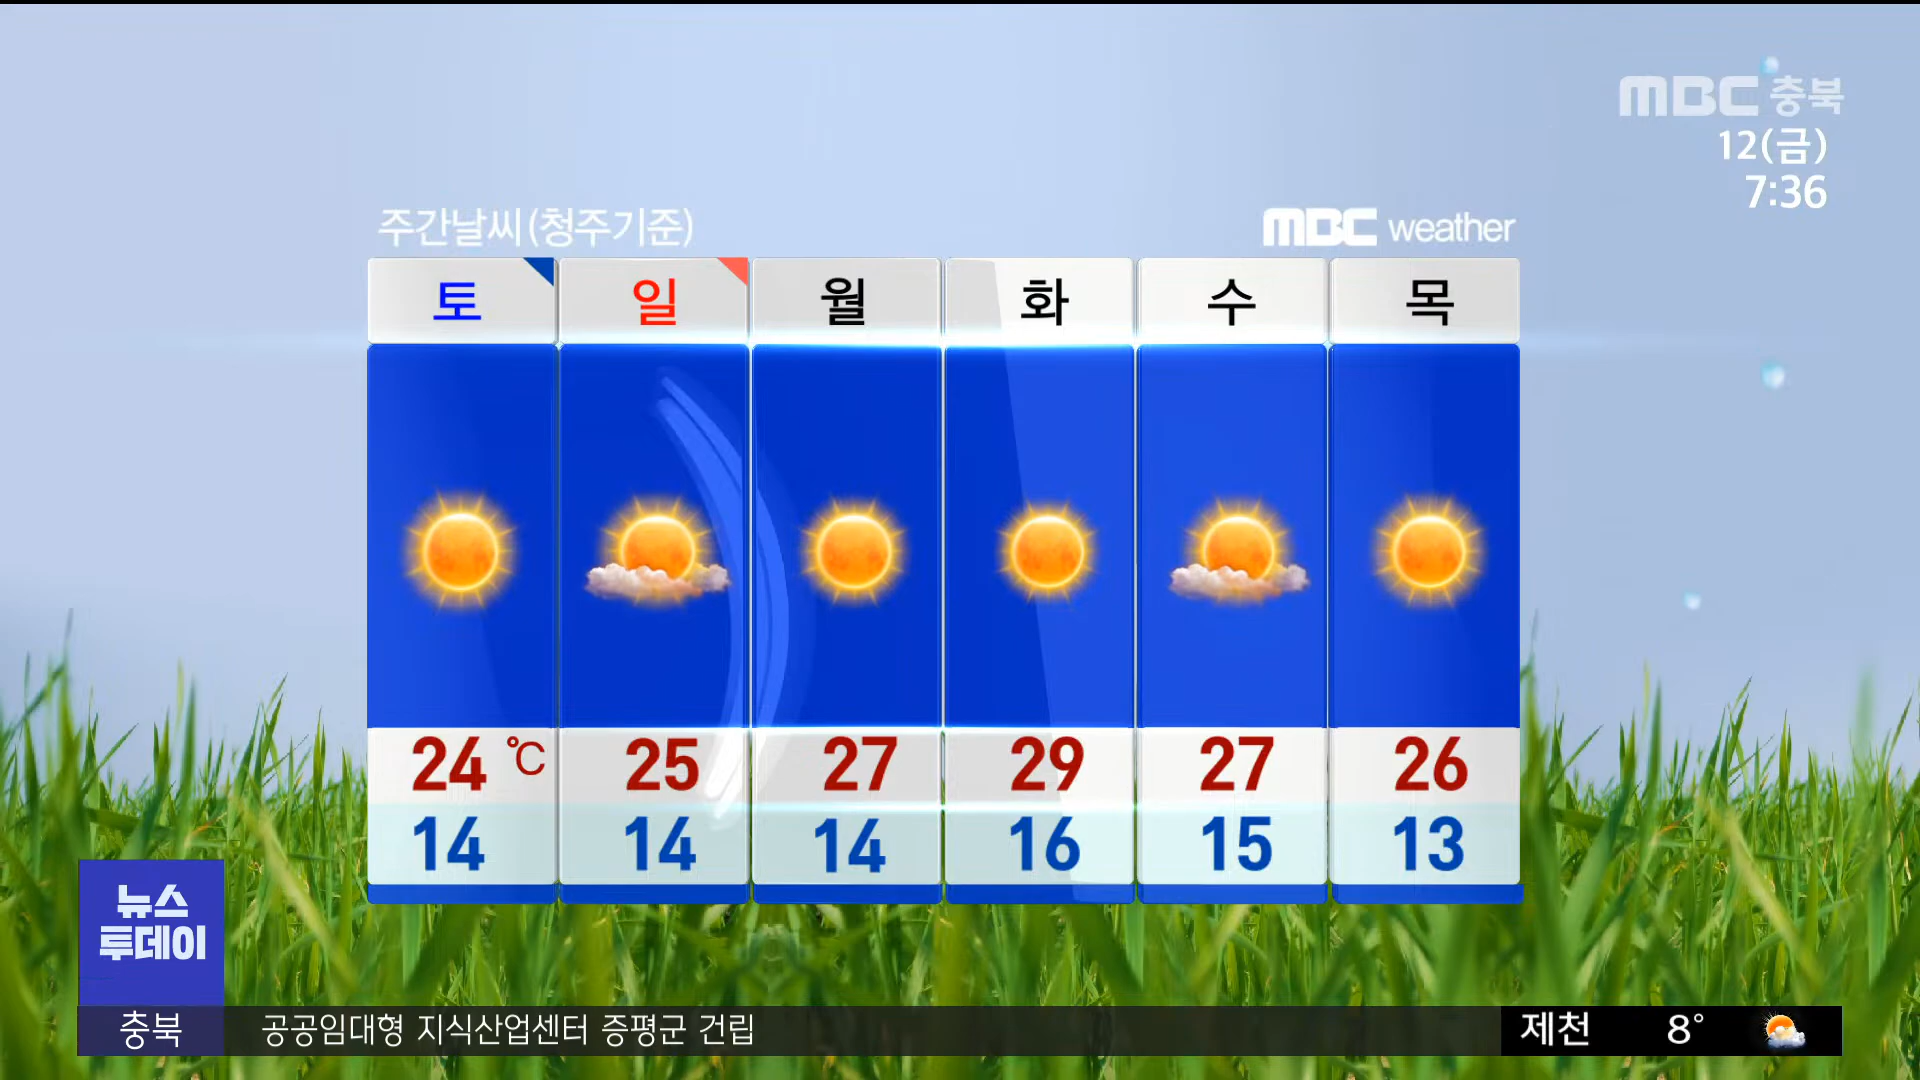 MBC 충북
12(금)
7:36
주간날씨(청주기준)
MBC weather
토 일 월 화 수 목
24 ℃ 25 27 29 27 26
14 14 14 16 15 13
뉴스
투데이
충북
공공임대형 지식산업센터 증평군 건립
제천 8°